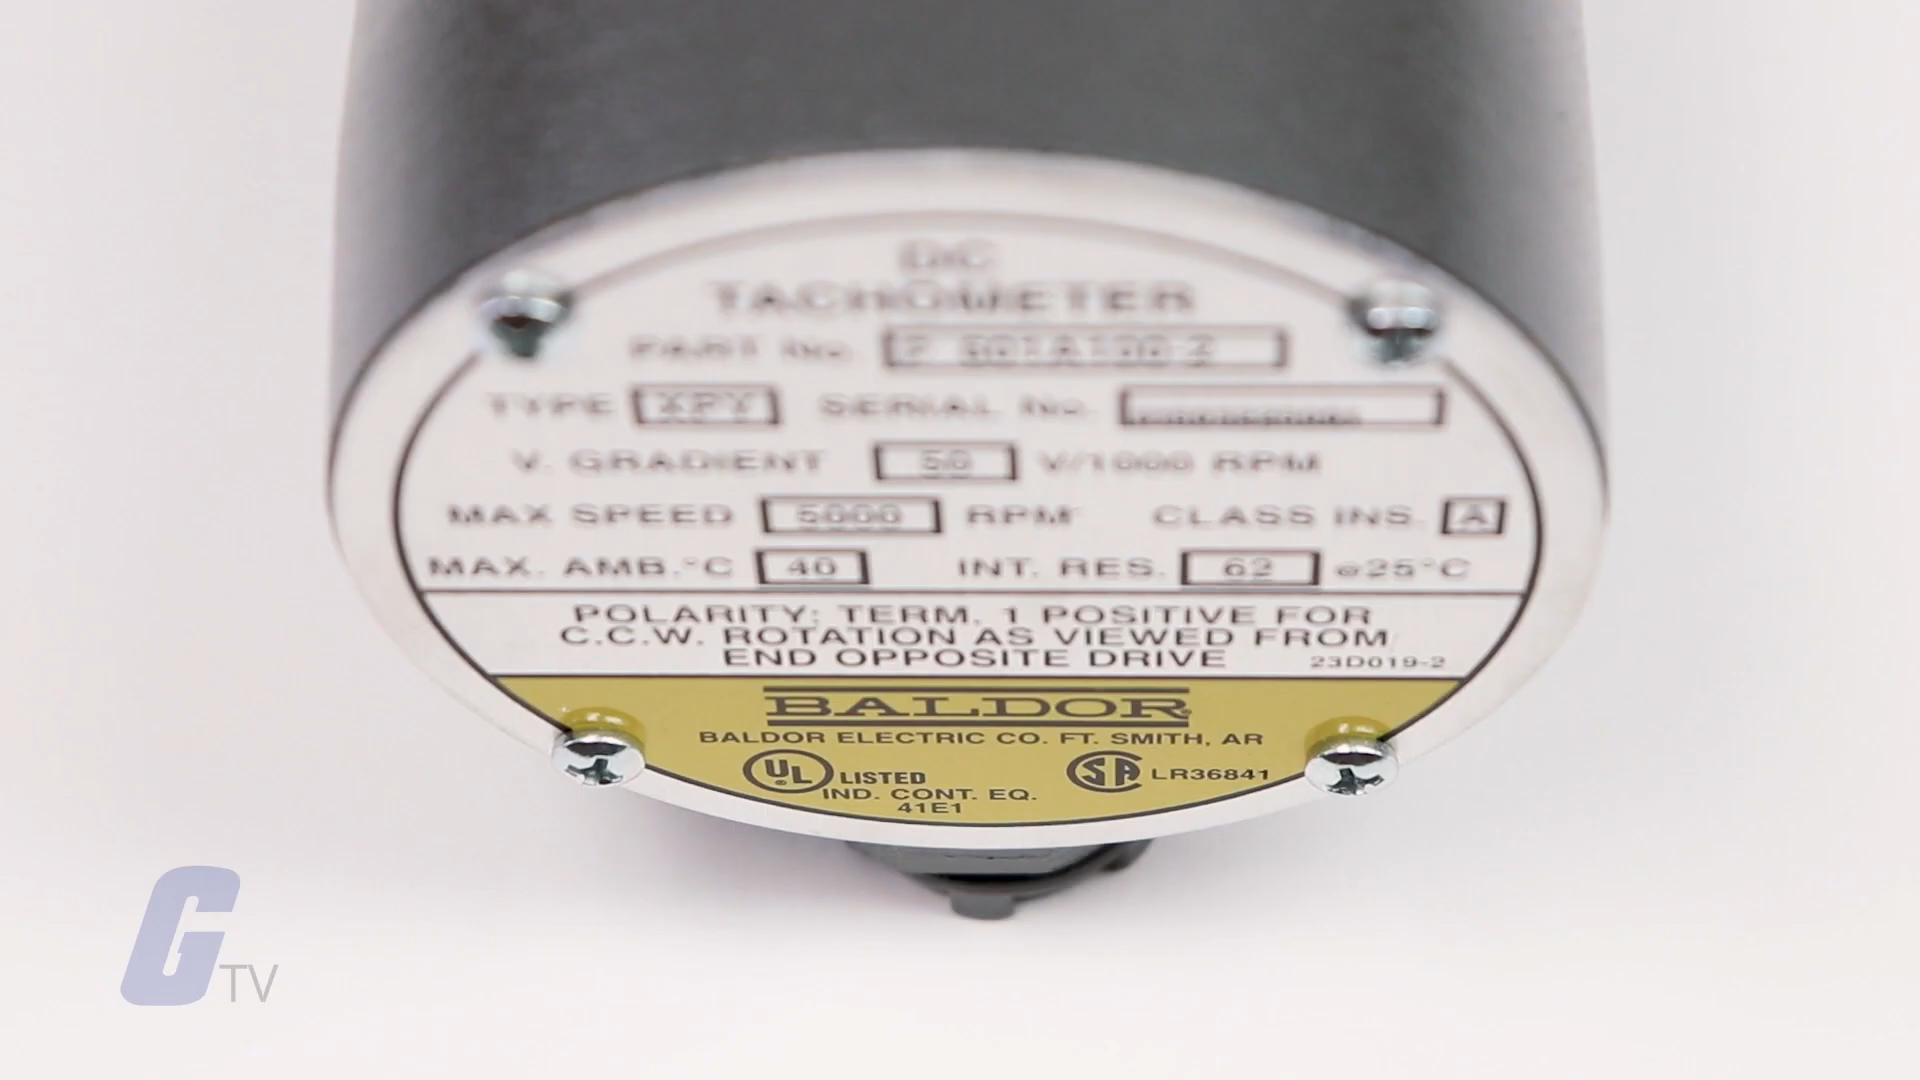 DC
TACHOMETER
PART No.
TYPE XPY SERIAL No.
V. GRADIENT 50 V/1000 RPM
MAX SPEED 5000 RPM CLASS INS. A
MAX. AMB.°C 40 INT. RES. 62 @25°C
POLARITY: TERM. 1 POSITIVE FOR
C.C.W. ROTATION AS VIEWED FROM
END OPPOSITE DRIVE 23D019-2
BALDOR
BALDOR ELECTRIC CO. FT. SMITH, AR
UL LISTED SA LR36841
IND. CONT. EQ.
41E1
G TV